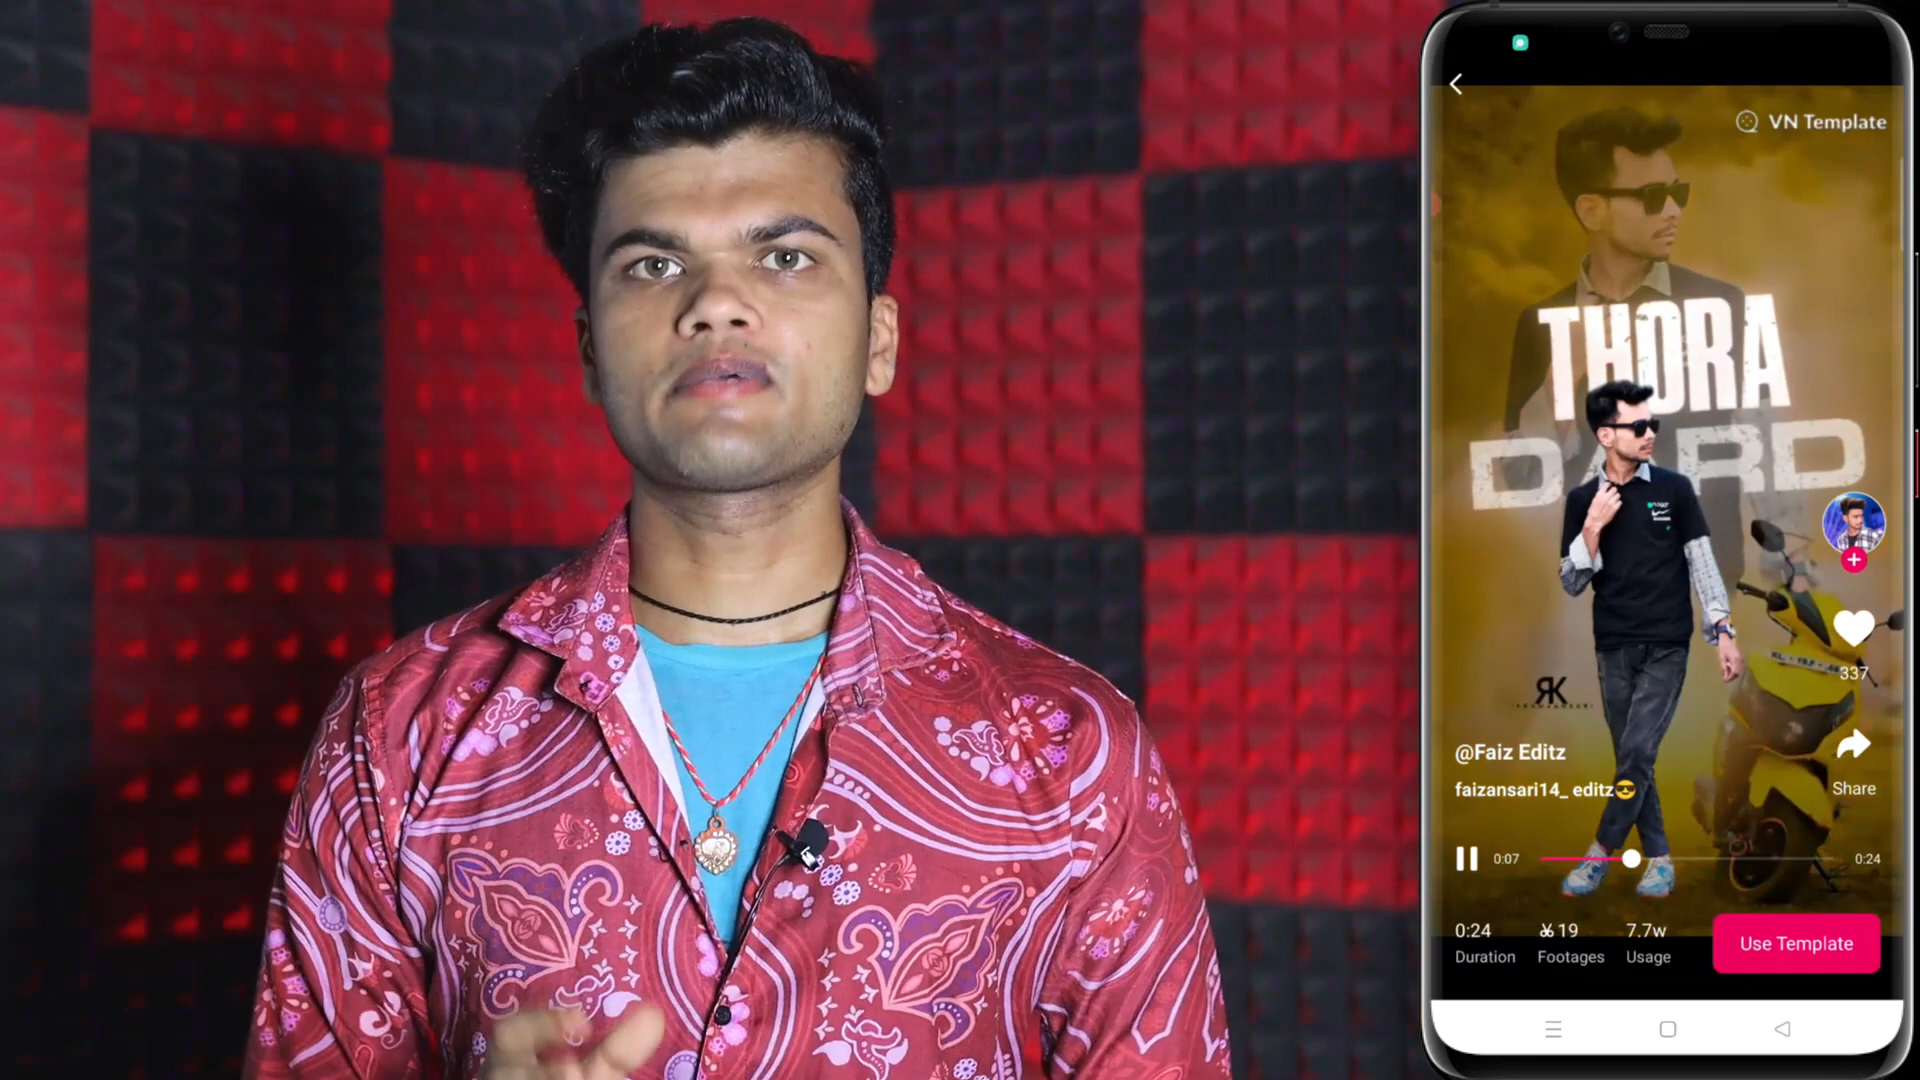 VN Template
THORA
DARD
337
RK
@Faiz Editz
faizansari14_ editz😎
Share
0:07
0:24
0:24
19
7.7w
Duration
Footages
Usage
Use Template